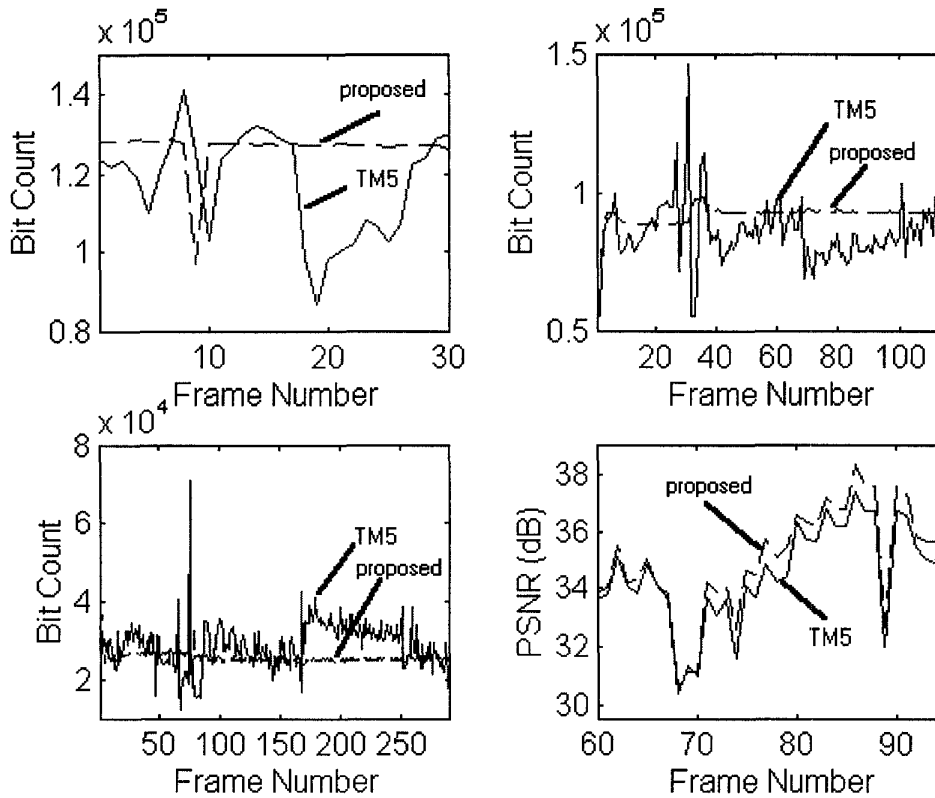 x 10^5
1.4
1.2
1
0.8
10
20
30
Bit Count
Frame Number
proposed
TM5
x 10^5
1.5
1
0.5
20
40
60
80
100
Bit Count
Frame Number
TM5
proposed
x 10^4
8
6
4
2
50
100
150
200
250
Bit Count
Frame Number
TM5
proposed
38
36
34
32
30
60
70
80
90
PSNR (dB)
Frame Number
proposed
TM5